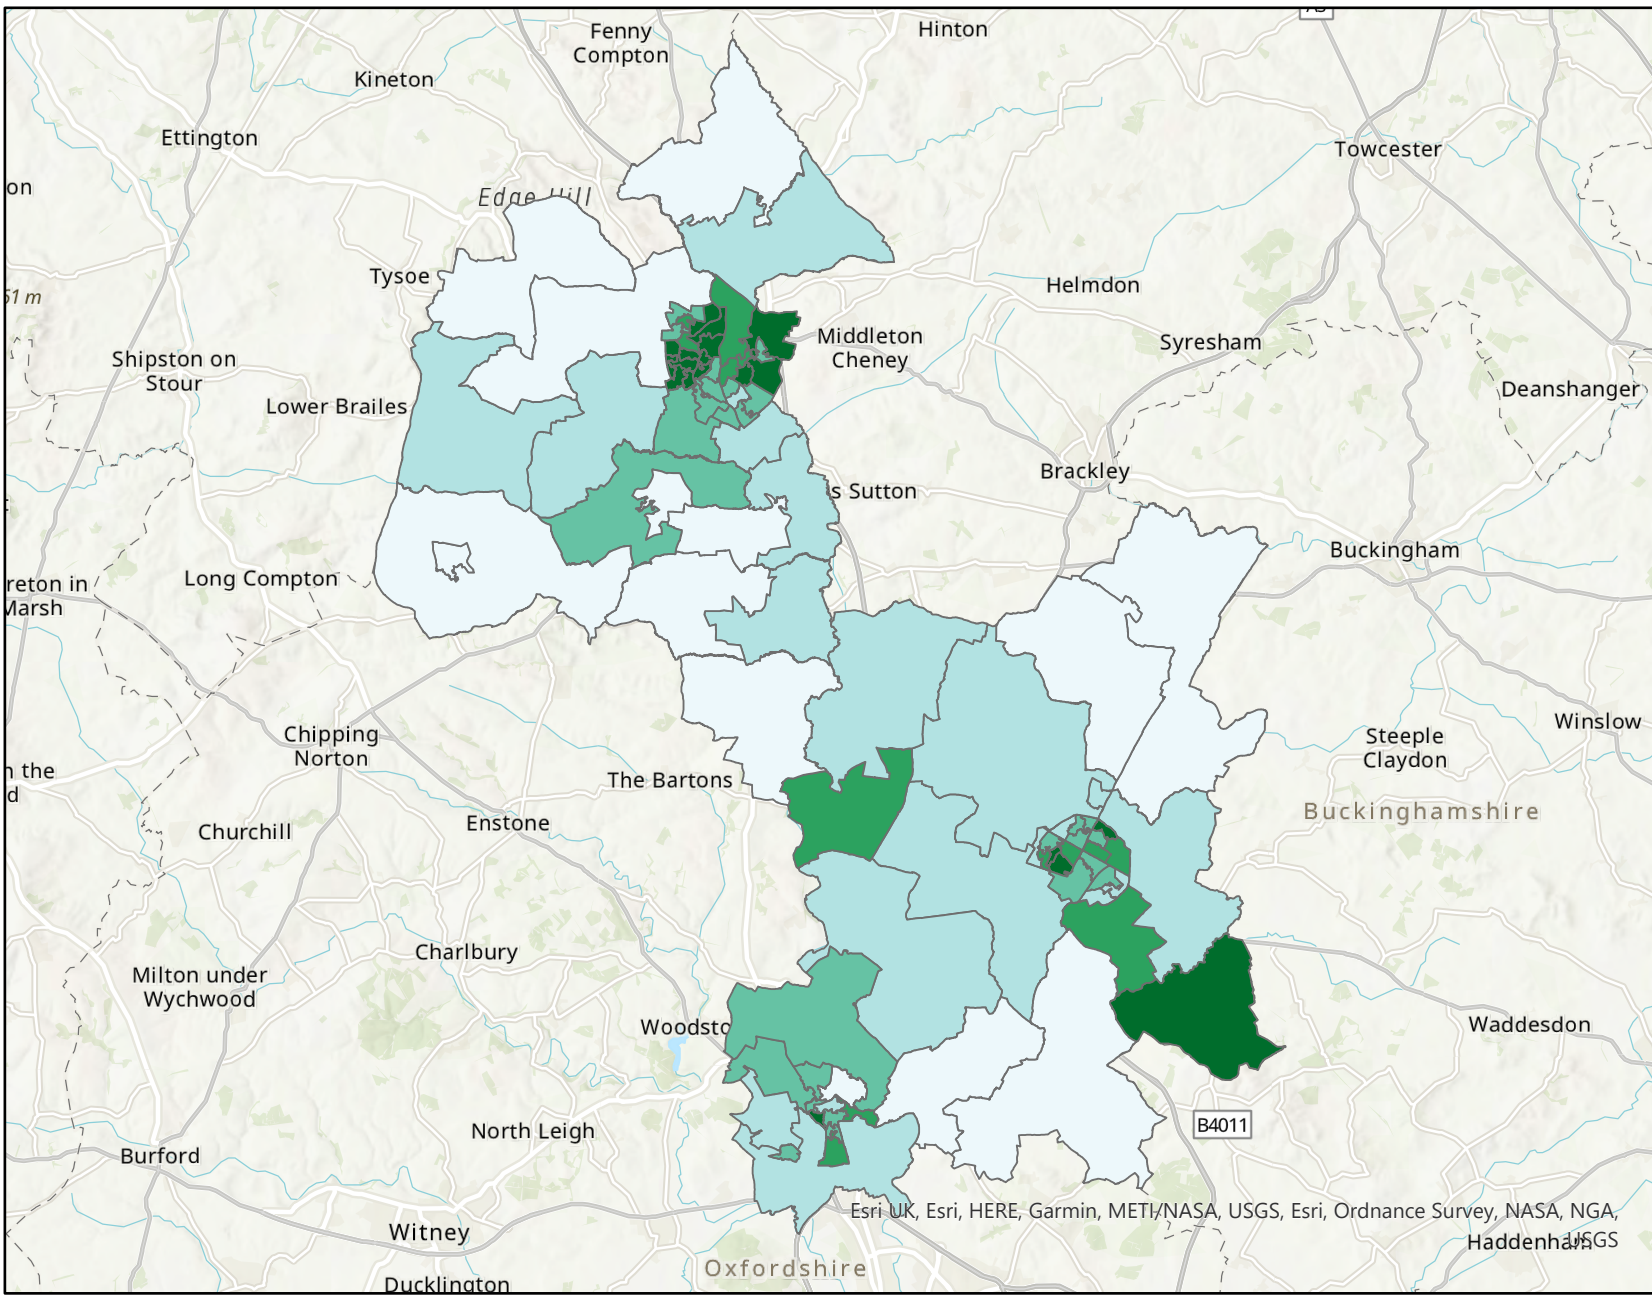 A5
Fenny
Compton
Hinton
Kineton
Ettington
Towcester
on
Edge Hill
Tysoe
Helmdon
51 m
Middleton
Cheney
Syresham
Shipston on
Stour
Deanshanger
Lower Brailes
Brackley
s Sutton
Buckingham
Long Compton
reton in
Marsh
Winslow
Chipping
Norton
Steeple
Claydon
n the
d
The Bartons
Buckinghamshire
Enstone
Churchill
Charlbury
Milton under
Wychwood
Woodsto
Waddesdon
North Leigh
B4011
Burford
Esri UK, Esri, HERE, Garmin, METI/NASA, USGS, Esri, Ordnance Survey, NASA, NGA,
USGS
Witney
Haddenham
Oxfordshire
Ducklington